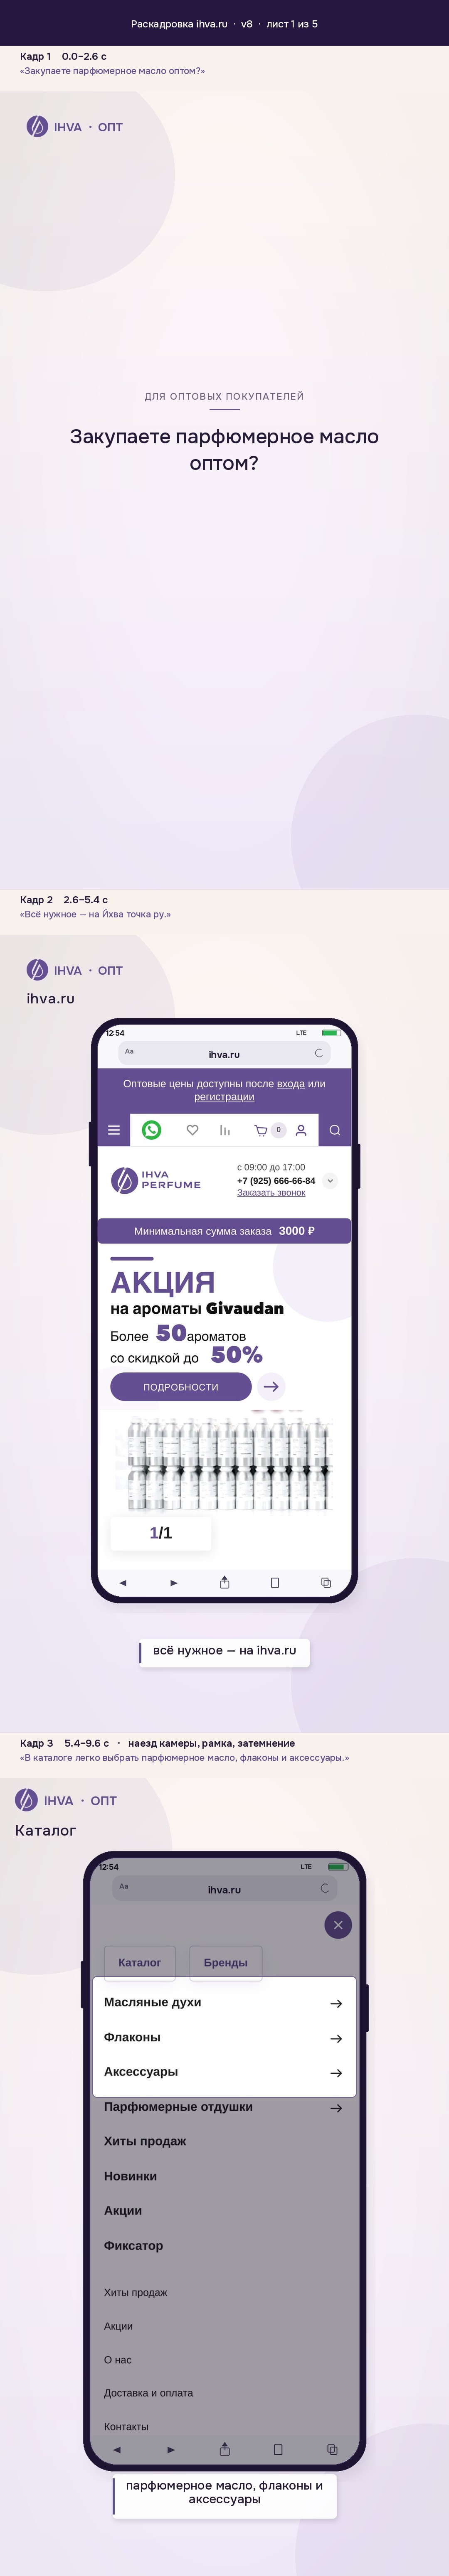 Раскадровка ihva.ru · v8 · лист 1 из 5
Кадр 1 0.0–2.6 с
«Закупаете парфюмерное масло оптом?»
IHVA · ОПТ
ДЛЯ ОПТОВЫХ ПОКУПАТЕЛЕЙ
Закупаете парфюмерное масло
оптом?
Кадр 2 2.6–5.4 с
«Всё нужное — на И́хва точка ру.»
IHVA · ОПТ
ihva.ru
12:54 LTE
Aa ihva.ru
Оптовые цены доступны после входа или
регистрации
0
IHVA
PERFUME
с 09:00 до 17:00
+7 (925) 666-66-84
Заказать звонок
Минимальная сумма заказа 3000 ₽
АКЦИЯ
на ароматы Givaudan
Более 50 ароматов
со скидкой до 50%
ПОДРОБНОСТИ
1/1
всё нужное — на ihva.ru
Кадр 3 5.4–9.6 с · наезд камеры, рамка, затемнение
«В каталоге легко выбрать парфюмерное масло, флаконы и аксессуары.»
IHVA · ОПТ
Каталог
12:54 LTE
Aa ihva.ru
Каталог Бренды
Масляные духи
Флаконы
Аксессуары
Парфюмерные отдушки
Хиты продаж
Новинки
Акции
Фиксатор
Хиты продаж
Акции
О нас
Доставка и оплата
Контакты
парфюмерное масло, флаконы и
аксессуары